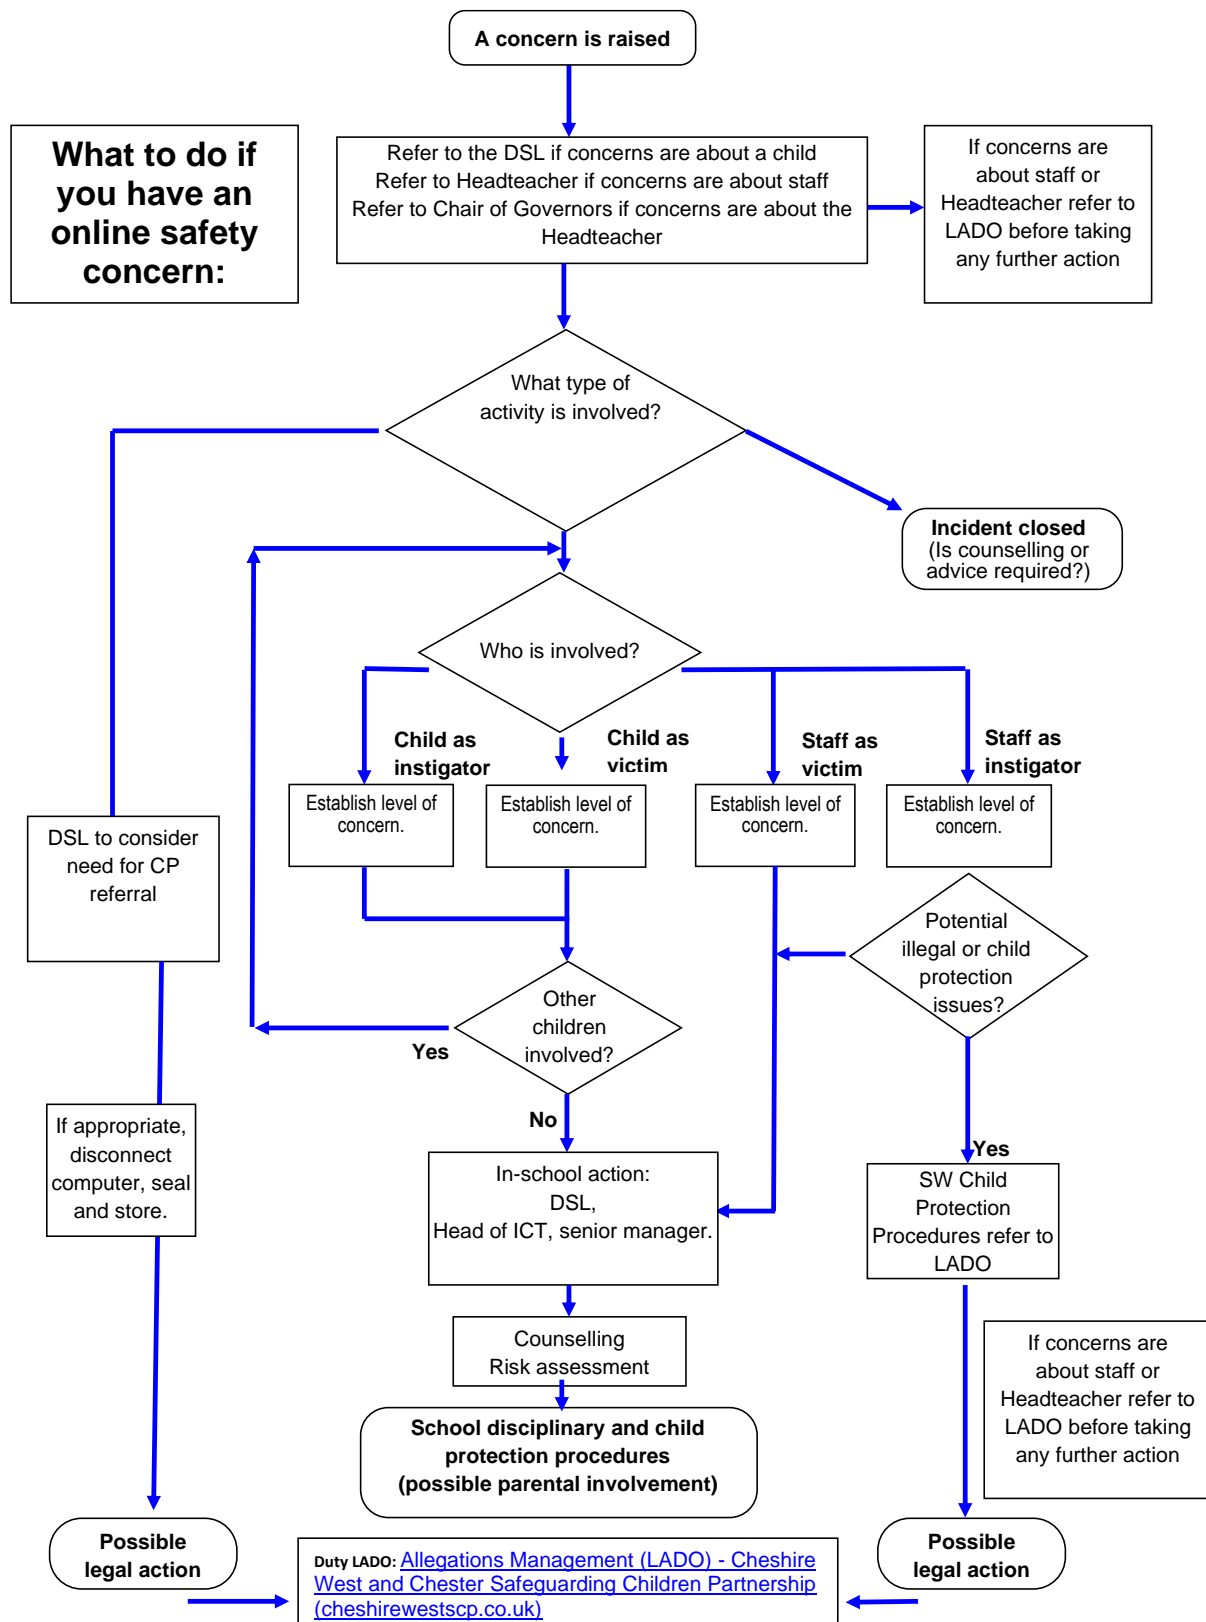 A concern is raised
What to do if
you have an
online safety
concern:
Refer to the DSL if concerns are about a child
Refer to Headteacher if concerns are about staff
Refer to Chair of Governors if concerns are about the
Headteacher
If concerns are
about staff or
Headteacher refer to
LADO before taking
any further action
What type of
activity is involved?
Incident closed
(Is counselling or
advice required?)
Who is involved?
Child as
instigator
Child as
victim
Staff as
victim
Staff as
instigator
Establish level of
concern.
Establish level of
concern.
Establish level of
concern.
Establish level of
concern.
DSL to consider
need for CP
referral
Potential
illegal or child
protection
issues?
Other
children
involved?
Yes
No
If appropriate,
disconnect
computer, seal
and store.
In-school action:
DSL,
Head of ICT, senior manager.
Yes
SW Child
Protection
Procedures refer to
LADO
Counselling
Risk assessment
If concerns are
about staff or
Headteacher refer to
LADO before taking
any further action
School disciplinary and child
protection procedures
(possible parental involvement)
Possible
legal action
Duty LADO: Allegations Management (LADO) - Cheshire
West and Chester Safeguarding Children Partnership
(cheshirewestscp.co.uk)
Possible
legal action